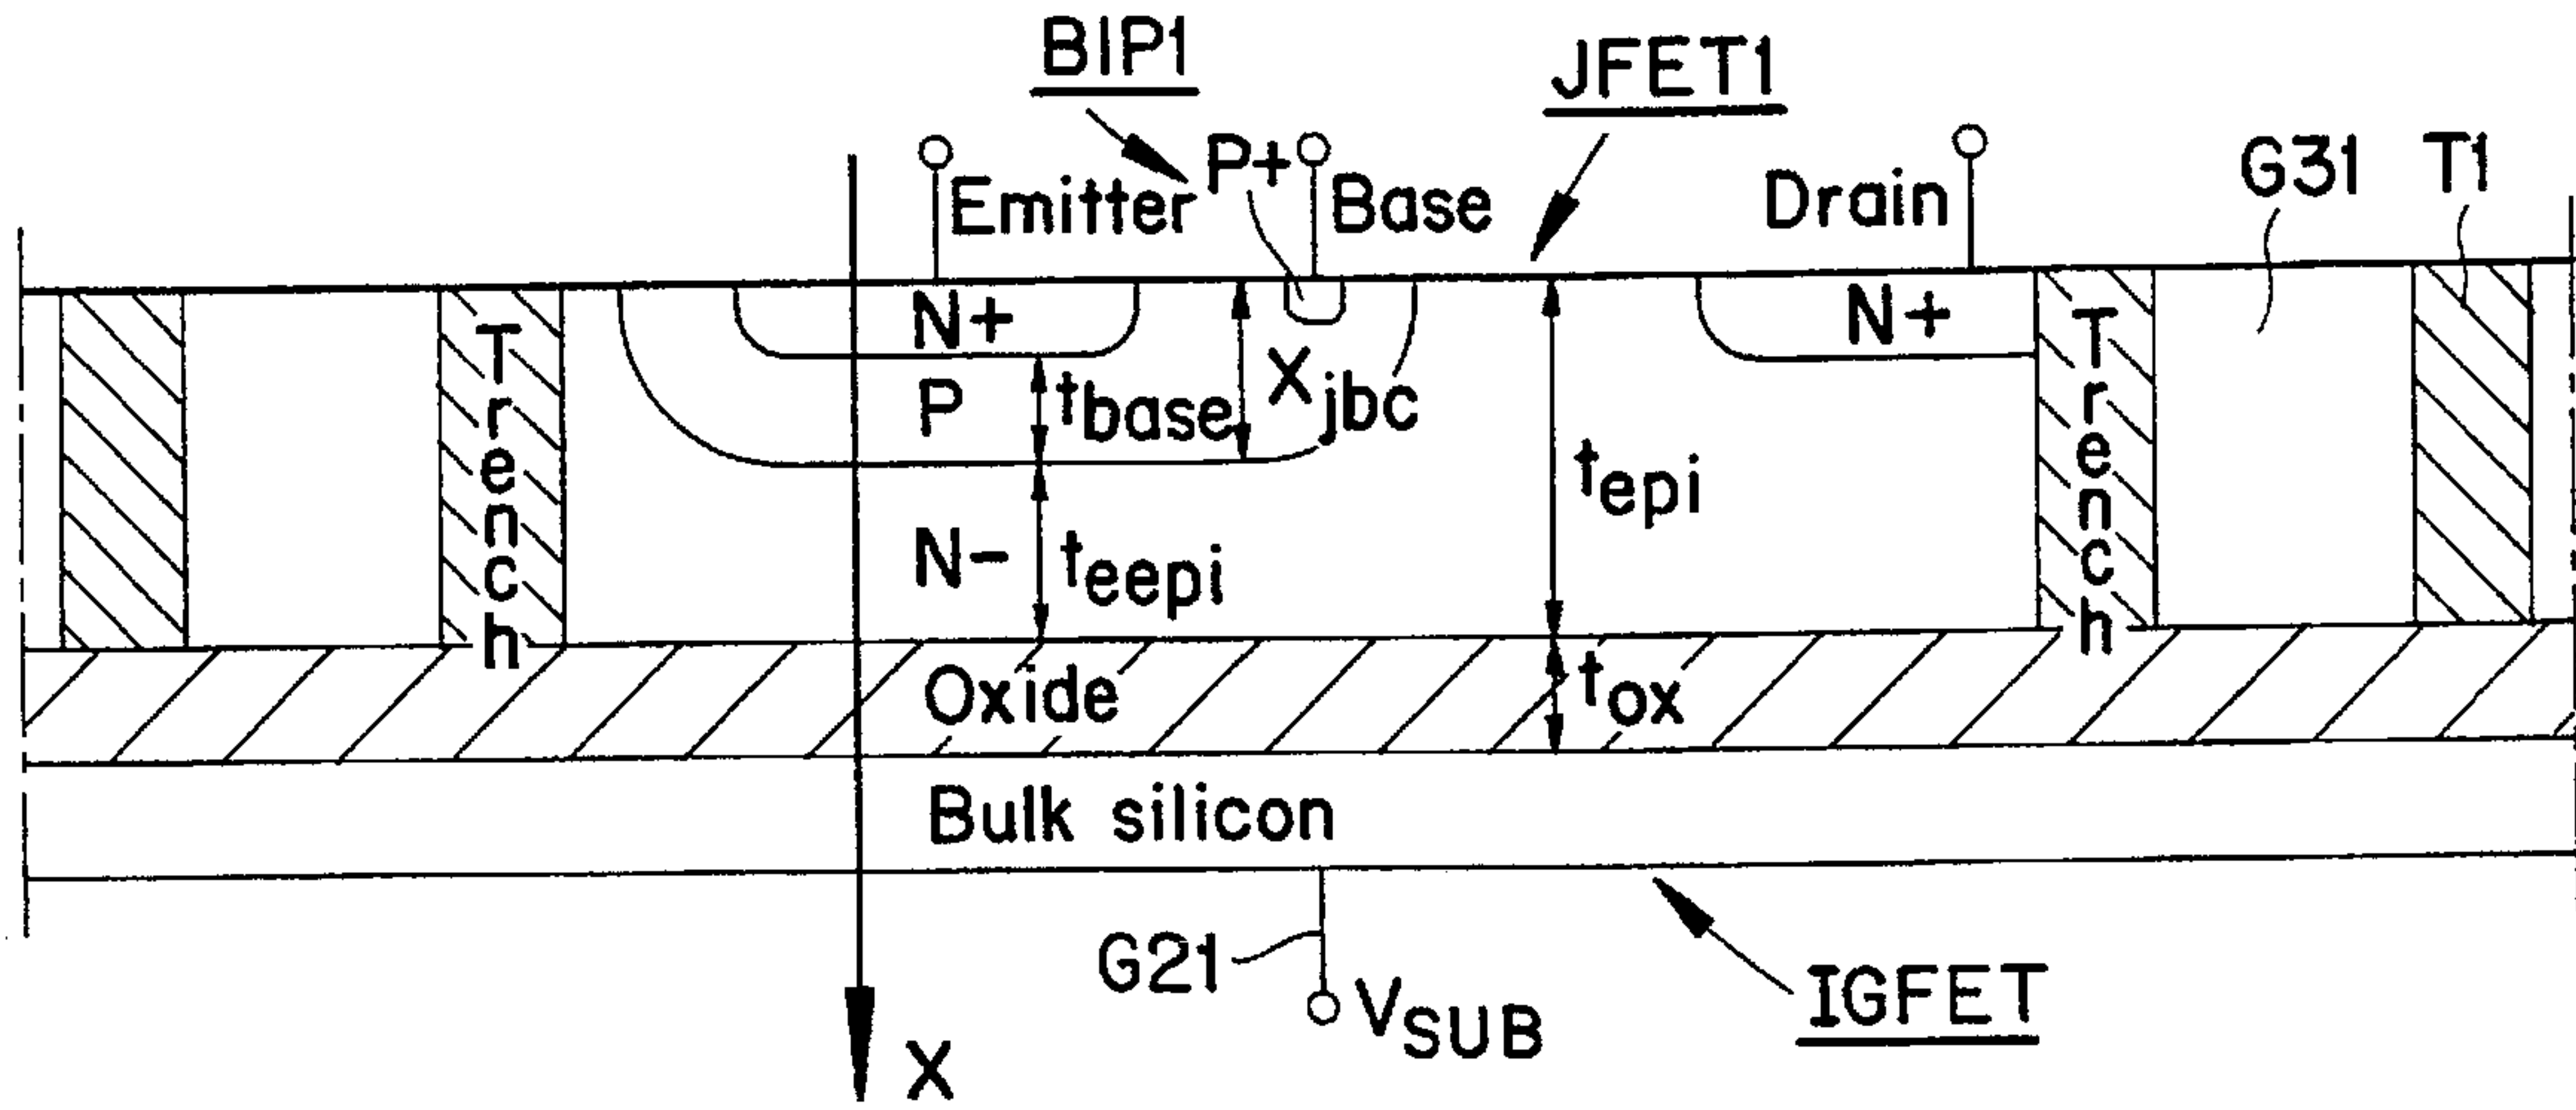 BIP1
JFET1
P+
Emitter
Base
Drain
G31
T1
N+
N+
Trench
Trench
P
tbase
Xjbc
tepi
N-
teepi
Oxide
tox
Bulk silicon
G21
VSUB
IGFET
X